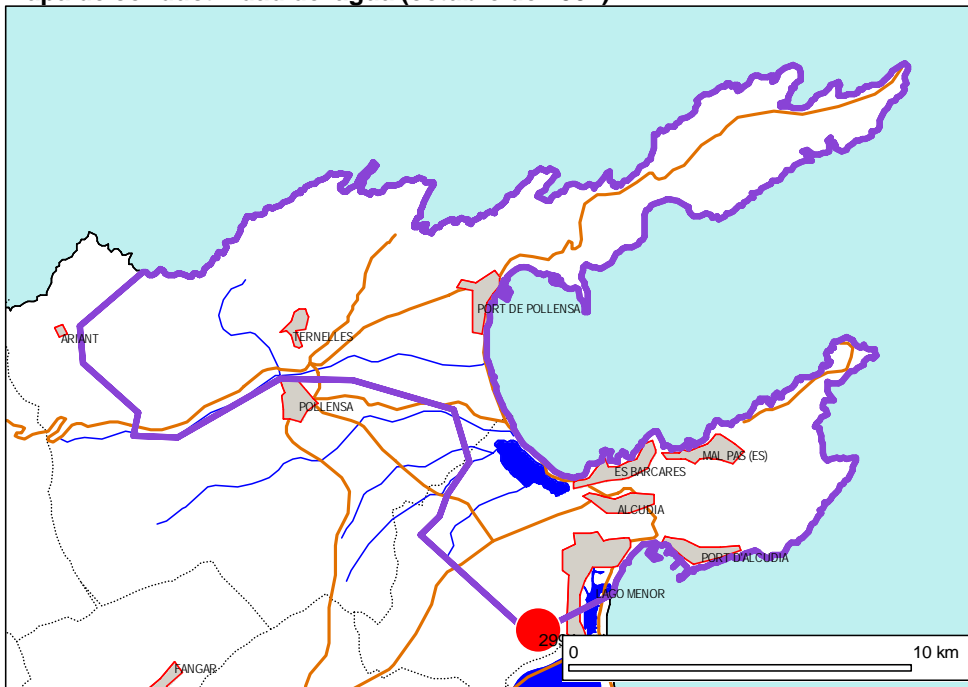 PORT DE POLLENSA
ARIANT
TERNELLES
POLLENSA
MAL PAS (ES)
ES BARCARES
ALCUDIA
PORT D'ALCUDIA
LAGO MENOR
0
10 km
FANGAR